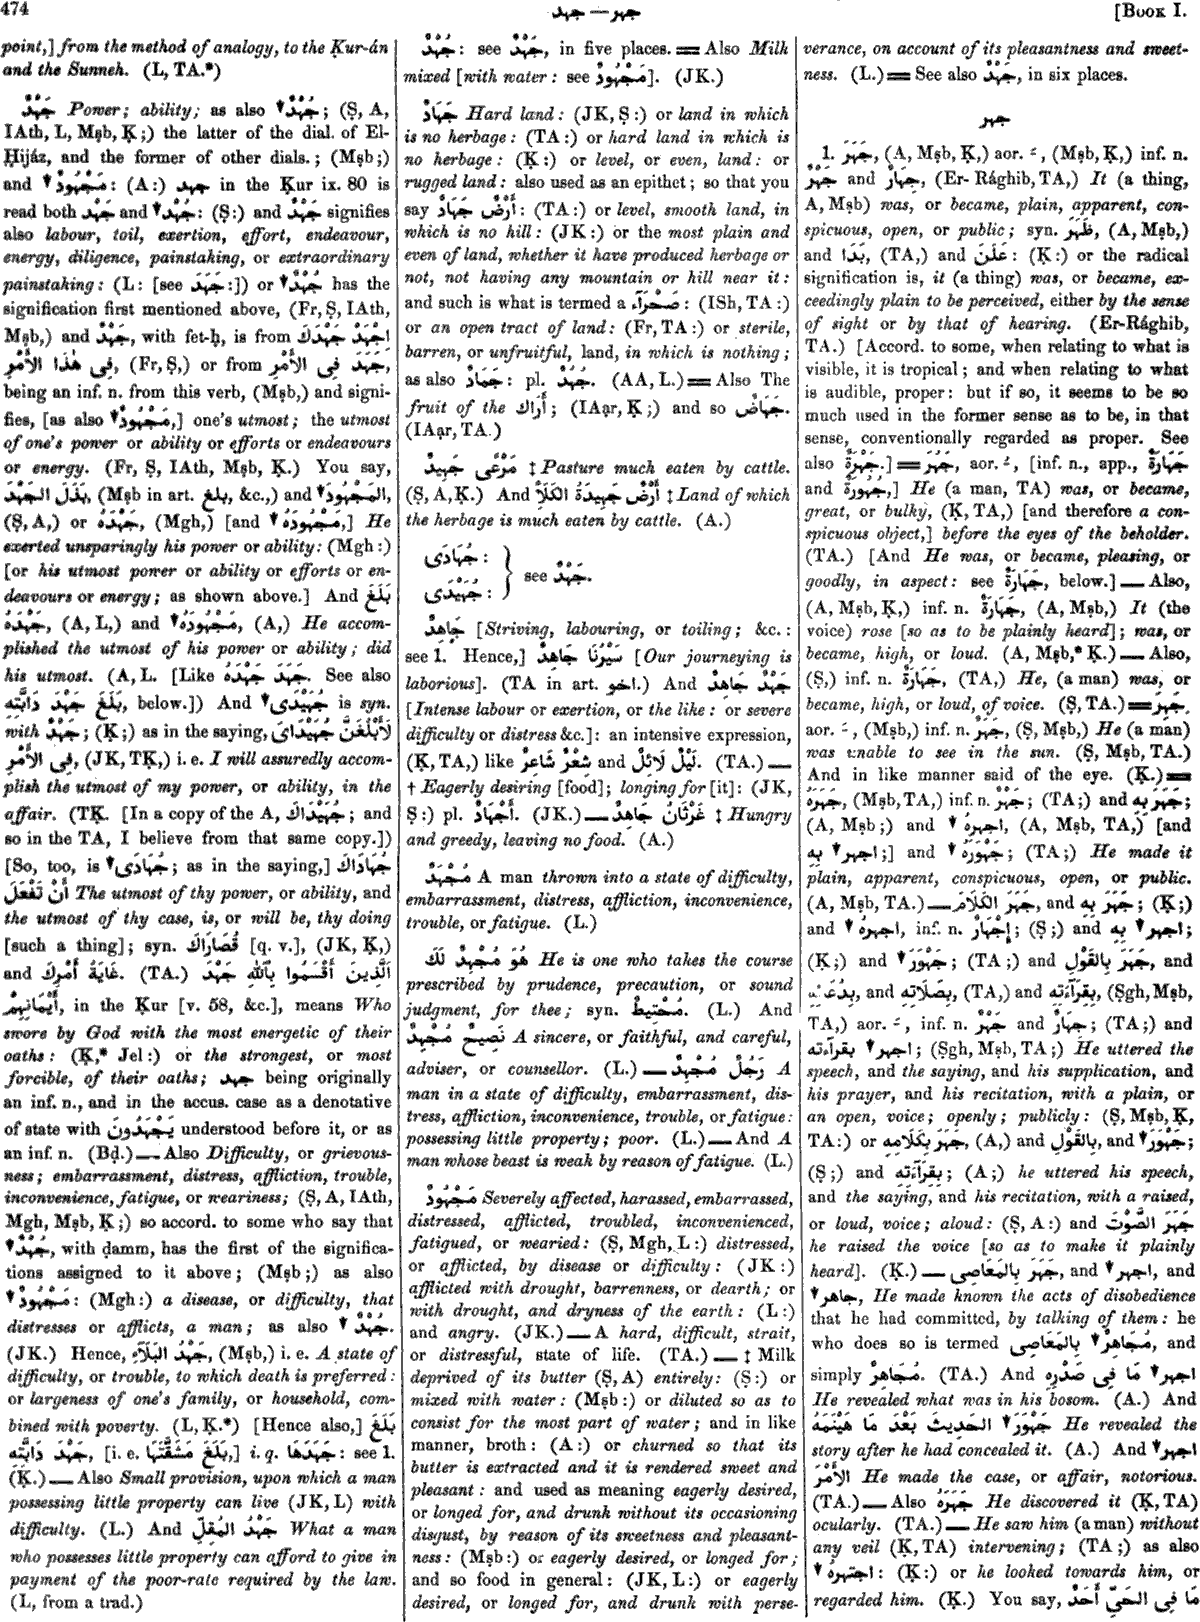 474
جهد — جهر
[BOOK I.
point,] from the method of analogy, to the Ḳur-án
and the Sunneh. (L, TA.*)
جَهْدٌ Power; ability; as also ▼ جُهْدٌ; (Ṣ, A,
IAth, L, Mṣb, Ḳ;) the latter of the dial. of El-
Ḥijáz, and the former of other dials.; (Mṣb;)
and ▼ مَجْهُودٌ: (A:) جهد in the Ḳur ix. 80 is
read both جَهْد and ▼ جُهْد: (Ṣ:) and جَهْدٌ signifies
also labour, toil, exertion, effort, endeavour,
energy, diligence, painstaking, or extraordinary
painstaking: (L: [see جَهَدَ:]) or ▼ جُهْدٌ has the
signification first mentioned above, (Fr, Ṣ, IAth,
Mṣb,) and جَهْدٌ, with fet-ḥ, is from اِجْهَدْ جَهْدَكَ
فِى هٰذَا الأَمْرِ, (Fr, Ṣ,) or from جَهَدَ فِى الأَمْرِ
being an inf. n. from this verb, (Mṣb,) and signi-
fies, [as also ▼ مَجْهُودٌ,] one's utmost; the utmost
of one's power or ability or efforts or endeavours
or energy. (Fr, Ṣ, IAth, Mṣb, Ḳ.) You say,
بَذَلَ الجَهْدَ, (Mṣb in art. بلغ, &c.,) and ▼ المَجْهُودَ,
(Ṣ, A,) or جَهْدَهُ, (Mgh,) [and ▼ مَجْهُودَهُ,] He
exerted unsparingly his power or ability: (Mgh:)
[or his utmost power or ability or efforts or en-
deavours or energy; as shown above.] And بَلَغَ
جَهْدَهُ, (A, L,) and ▼ مَجْهُودَهُ, (A,) He accom-
plished the utmost of his power or ability; did
his utmost. (A, L. [Like جَهَدَ جَهْدَهُ. See also
بَلَغَ جَهْدَ دَابَّتِهِ, below.]) And ▼ جُهَيْدَى is syn.
with جَهْدٌ; (Ḳ;) as in the saying, لَأَبْلُغَنَّ جُهَيْدَاىَ
فِى الأَمْرِ, (JK, TḲ,) i. e. I will assuredly accom-
plish the utmost of my power, or ability, in the
affair. (TḲ. [In a copy of the A, جُهَيْدَاكَ; and
so in the TA, I believe from that same copy.])
[So, too, is ▼ جُهَادَى; as in the saying,] جُهَادَاكَ
أَنْ تَفْعَلَ The utmost of thy power, or ability, and
the utmost of thy case, is, or will be, thy doing
[such a thing]; syn. قُصَارَاكَ [q. v.], (JK, Ḳ,)
and غَايَةُ أَمْرِكَ. (TA.) الَّذِينَ أَقْسَمُوا بِٱللّٰهِ جَهْدَ
أَيْمَانِهِمْ, in the Ḳur [v. 58, &c.], means Who
swore by God with the most energetic of their
oaths: (Ḳ,* Jel:) or the strongest, or most
forcible, of their oaths; جهد being originally
an inf. n., and in the accus. case as a denotative
of state with يَجْهَدُونَ understood before it, or as
an inf. n. (Bḍ.) — Also Difficulty, or grievous-
ness; embarrassment, distress, affliction, trouble,
inconvenience, fatigue, or weariness; (Ṣ, A, IAth,
Mgh, Mṣb, Ḳ;) so accord. to some who say that
▼ جُهْدٌ, with ḍamm, has the first of the significa-
tions assigned to it above; (Mṣb;) as also
▼ مَجْهُودٌ: (Mgh:) a disease, or difficulty, that
distresses or afflicts, a man; as also ▼ جُهْدٌ.
(JK.) Hence, جَهْدُ البَلَآءِ, (Mṣb,) i. e. A state of
difficulty, or trouble, to which death is preferred:
or largeness of one's family, or household, com-
bined with poverty. (L, Ḳ.*) [Hence also,] بَلَغَ
جَهْدَ دَابَّتِهِ, [i. e. بَلَغَ مَشَقَّتَهَا,] i. q. جَهَدَهَا: see 1.
(Ḳ.) — Also Small provision, upon which a man
possessing little property can live (JK, L) with
difficulty. (L.) And جَهْدُ المُقِلِّ What a man
who possesses little property can afford to give in
payment of the poor-rate required by the law.
(L, from a trad.)
جُهْدٌ: see جَهْدٌ, in five places. = Also Milk
mixed [with water: see مَجْهُودٌ]. (JK.)
جَهَادٌ Hard land: (JK, Ṣ:) or land in which
is no herbage: (TA:) or hard land in which is
no herbage: (Ḳ:) or level, or even, land: or
rugged land: also used as an epithet; so that you
say أَرْضٌ جَهَادٌ: (TA:) or level, smooth land, in
which is no hill: (JK:) or the most plain and
even of land, whether it have produced herbage or
not, not having any mountain or hill near it:
and such is what is termed a صَحْرَآء: (ISh, TA:)
or an open tract of land: (Fr, TA:) or sterile,
barren, or unfruitful, land, in which is nothing;
as also جَمَادٌ: pl. جُهُدٌ. (AA, L.) = Also The
fruit of the أَرَاك; (IAạr, Ḳ;) and so جَهَاضٌ.
(IAạr, TA.)
مَرْعًى جَهِيدٌ ‡ Pasture much eaten by cattle.
(Ṣ, A, Ḳ.) And أَرْضٌ جَهِيدَةُ الكَلَأِ ‡ Land of which
the herbage is much eaten by cattle. (A.)
جُهَادَى :
see جَهْدٌ.
جُهَيْدَى :
جَاهِدٌ [Striving, labouring, or toiling; &c.:
see 1. Hence,] سَيْرُنَا جَاهِدٌ [Our journeying is
laborious]. (TA in art. اخو.) And جَهْدٌ جَاهِدٌ
[Intense labour or exertion, or the like: or severe
difficulty or distress &c.]: an intensive expression,
(Ḳ, TA,) like شِعْرٌ شَاعِرٌ and لَيْلٌ لَائِلٌ. (TA.) —
† Eagerly desiring [food]; longing for [it]: (JK,
Ṣ:) pl. أَجْهَادٌ. (JK.) — غَرْثَانُ جَاهِدٌ ‡ Hungry
and greedy, leaving no food. (A.)
مُجْهَدٌ A man thrown into a state of difficulty,
embarrassment, distress, affliction, inconvenience,
trouble, or fatigue. (L.)
هُوَ مُجْهِدٌ لَكَ He is one who takes the course
prescribed by prudence, precaution, or sound
judgment, for thee; syn. مُحْتَاطٌ. (L.) And
نَصِيحٌ مُجْهِدٌ A sincere, or faithful, and careful,
adviser, or counsellor. (L.) — رَجُلٌ مُجْهِدٌ A
man in a state of difficulty, embarrassment, dis-
tress, affliction, inconvenience, trouble, or fatigue:
possessing little property; poor. (L.) — And A
man whose beast is weak by reason of fatigue. (L.)
مَجْهُودٌ Severely affected, harassed, embarrassed,
distressed, afflicted, troubled, inconvenienced,
fatigued, or wearied: (Ṣ, Mgh, L:) distressed,
or afflicted, by disease or difficulty: (JK:)
afflicted with drought, barrenness, or dearth; or
with drought, and dryness of the earth: (L:)
and angry. (JK.) — A hard, difficult, strait,
or distressful, state of life. (TA.) — ‡ Milk
deprived of its butter (Ṣ, A) entirely: (Ṣ:) or
mixed with water: (Mṣb:) or diluted so as to
consist for the most part of water; and in like
manner, broth: (A:) or churned so that its
butter is extracted and it is rendered sweet and
pleasant: and used as meaning eagerly desired,
or longed for, and drunk without its occasioning
disgust, by reason of its sweetness and pleasant-
ness: (Mṣb:) or eagerly desired, or longed for;
and so food in general: (JK, L:) or eagerly
desired, or longed for, and drunk with perse-
verance, on account of its pleasantness and sweet-
ness. (L.) = See also جَهْدٌ, in six places.
جهر
1. جَهَرَ, (A, Mṣb, Ḳ,) aor. ـَ, (Mṣb, Ḳ,) inf. n.
جَهْرٌ and جِهَارٌ, (Er-Rághib, TA,) It (a thing,
A, Mṣb) was, or became, plain, apparent, con-
spicuous, open, or public; syn. ظَهَرَ, (A, Mṣb,)
and بَدَا, (TA,) and عَلَنَ: (Ḳ:) or the radical
signification is, it (a thing) was, or became, ex-
ceedingly plain to be perceived, either by the sense
of sight or by that of hearing. (Er-Rághib,
TA.) [Accord. to some, when relating to what is
visible, it is tropical; and when relating to what
is audible, proper: but if so, it seems to be so
much used in the former sense as to be, in that
sense, conventionally regarded as proper. See
also جَهْرَةٌ.] = جَهُرَ, aor. ـُ, [inf. n., app., جَهَارَةٌ
and جُهُورَةٌ,] He (a man, TA) was, or became,
great, or bulky, (Ḳ, TA,) [and therefore a con-
spicuous object,] before the eyes of the beholder.
(TA.) [And He was, or became, pleasing, or
goodly, in aspect: see جَهَارَةٌ, below.] — Also,
(A, Mṣb, Ḳ,) inf. n. جَهَارَةٌ, (A, Mṣb,) It (the
voice) rose [so as to be plainly heard]; was, or
became, high, or loud. (A, Mṣb,* Ḳ.) — Also,
(Ṣ,) inf. n. جَهَارَةٌ, (TA,) He, (a man) was, or
became, high, or loud, of voice. (Ṣ, TA.) = جَهِرَ,
aor. ـَ, (Mṣb,) inf. n. جَهَرٌ, (Ṣ, Mṣb,) He (a man)
was unable to see in the sun. (Ṣ, Mṣb, TA.)
And in like manner said of the eye. (Ḳ.) =
جَهَرَهُ, (Mṣb, TA,) inf. n. جَهْرٌ; (TA;) and جَهَرَ بِهِ;
(A, Mṣb;) and ▼ اجهرهُ, (A, Mṣb, TA,) [and
▼ اجهر بِهِ;] and ▼ جَهْوَرَهُ; (TA;) He made it
plain, apparent, conspicuous, open, or public.
(A, Mṣb, TA.) — جَهَرَ الكَلَامَ, and جَهَرَ بِهِ; (Ḳ;)
and ▼ اجهرهُ, inf. n. إِجْهَارٌ; (Ṣ;) and ▼ اجهر بِهِ;
(Ḳ;) and ▼ جَهْوَرَ; (TA;) and جَهَرَ بِالقَوْلِ, and
بِدُعَائِهِ, and بِصَلَاتِهِ, (TA,) and بِقِرَآءَتِهِ, (Ṣgh, Mṣb,
TA,) aor. ـَ, inf. n. جَهْرٌ and جِهَارٌ; (TA;) and
▼ اجهر بقرآءته; (Ṣgh, Mṣb, TA;) He uttered the
speech, and the saying, and his supplication, and
his prayer, and his recitation, with a plain, or
an open, voice; openly; publicly: (Ṣ, Mṣb, Ḳ,
TA:) or جَهَرَ بِكَلَامِهِ, (A,) and بِالقَوْلِ, and ▼ جَهْوَرَ;
(Ṣ;) and بِقِرَآءَتِهِ; (A;) he uttered his speech,
and the saying, and his recitation, with a raised,
or loud, voice; aloud: (Ṣ, A:) and جَهَرَ الصَّوْتَ
he raised the voice [so as to make it plainly
heard]. (Ḳ.) — جَهَرَ بِالمَعَاصِى, and ▼ اجهر, and
▼ جاهر, He made known the acts of disobedience
that he had committed, by talking of them: he
who does so is termed ▼ مُجَاهِرٌ بِالمَعَاصِى, and
simply مُجَاهِرٌ. (TA.) And ▼ اجهر مَا فِى صَدْرِهِ
He revealed what was in his bosom. (A.) And
▼ جَهْوَرَ الحَدِيثَ بَعْدَ مَا هَيْنَمَهُ He revealed the
story after he had concealed it. (A.) And ▼ اجهر
الأَمْرَ He made the case, or affair, notorious.
(TA.) — Also جَهَرَهُ He discovered it (Ḳ, TA)
ocularly. (TA.) — He saw him (a man) without
any veil (Ḳ, TA) intervening; (TA;) as also
▼ اجتهرهُ: (Ḳ:) or he looked towards him, or
regarded him. (Ḳ.) You say, مَا فِى الحَىِّ أَحَدٌ